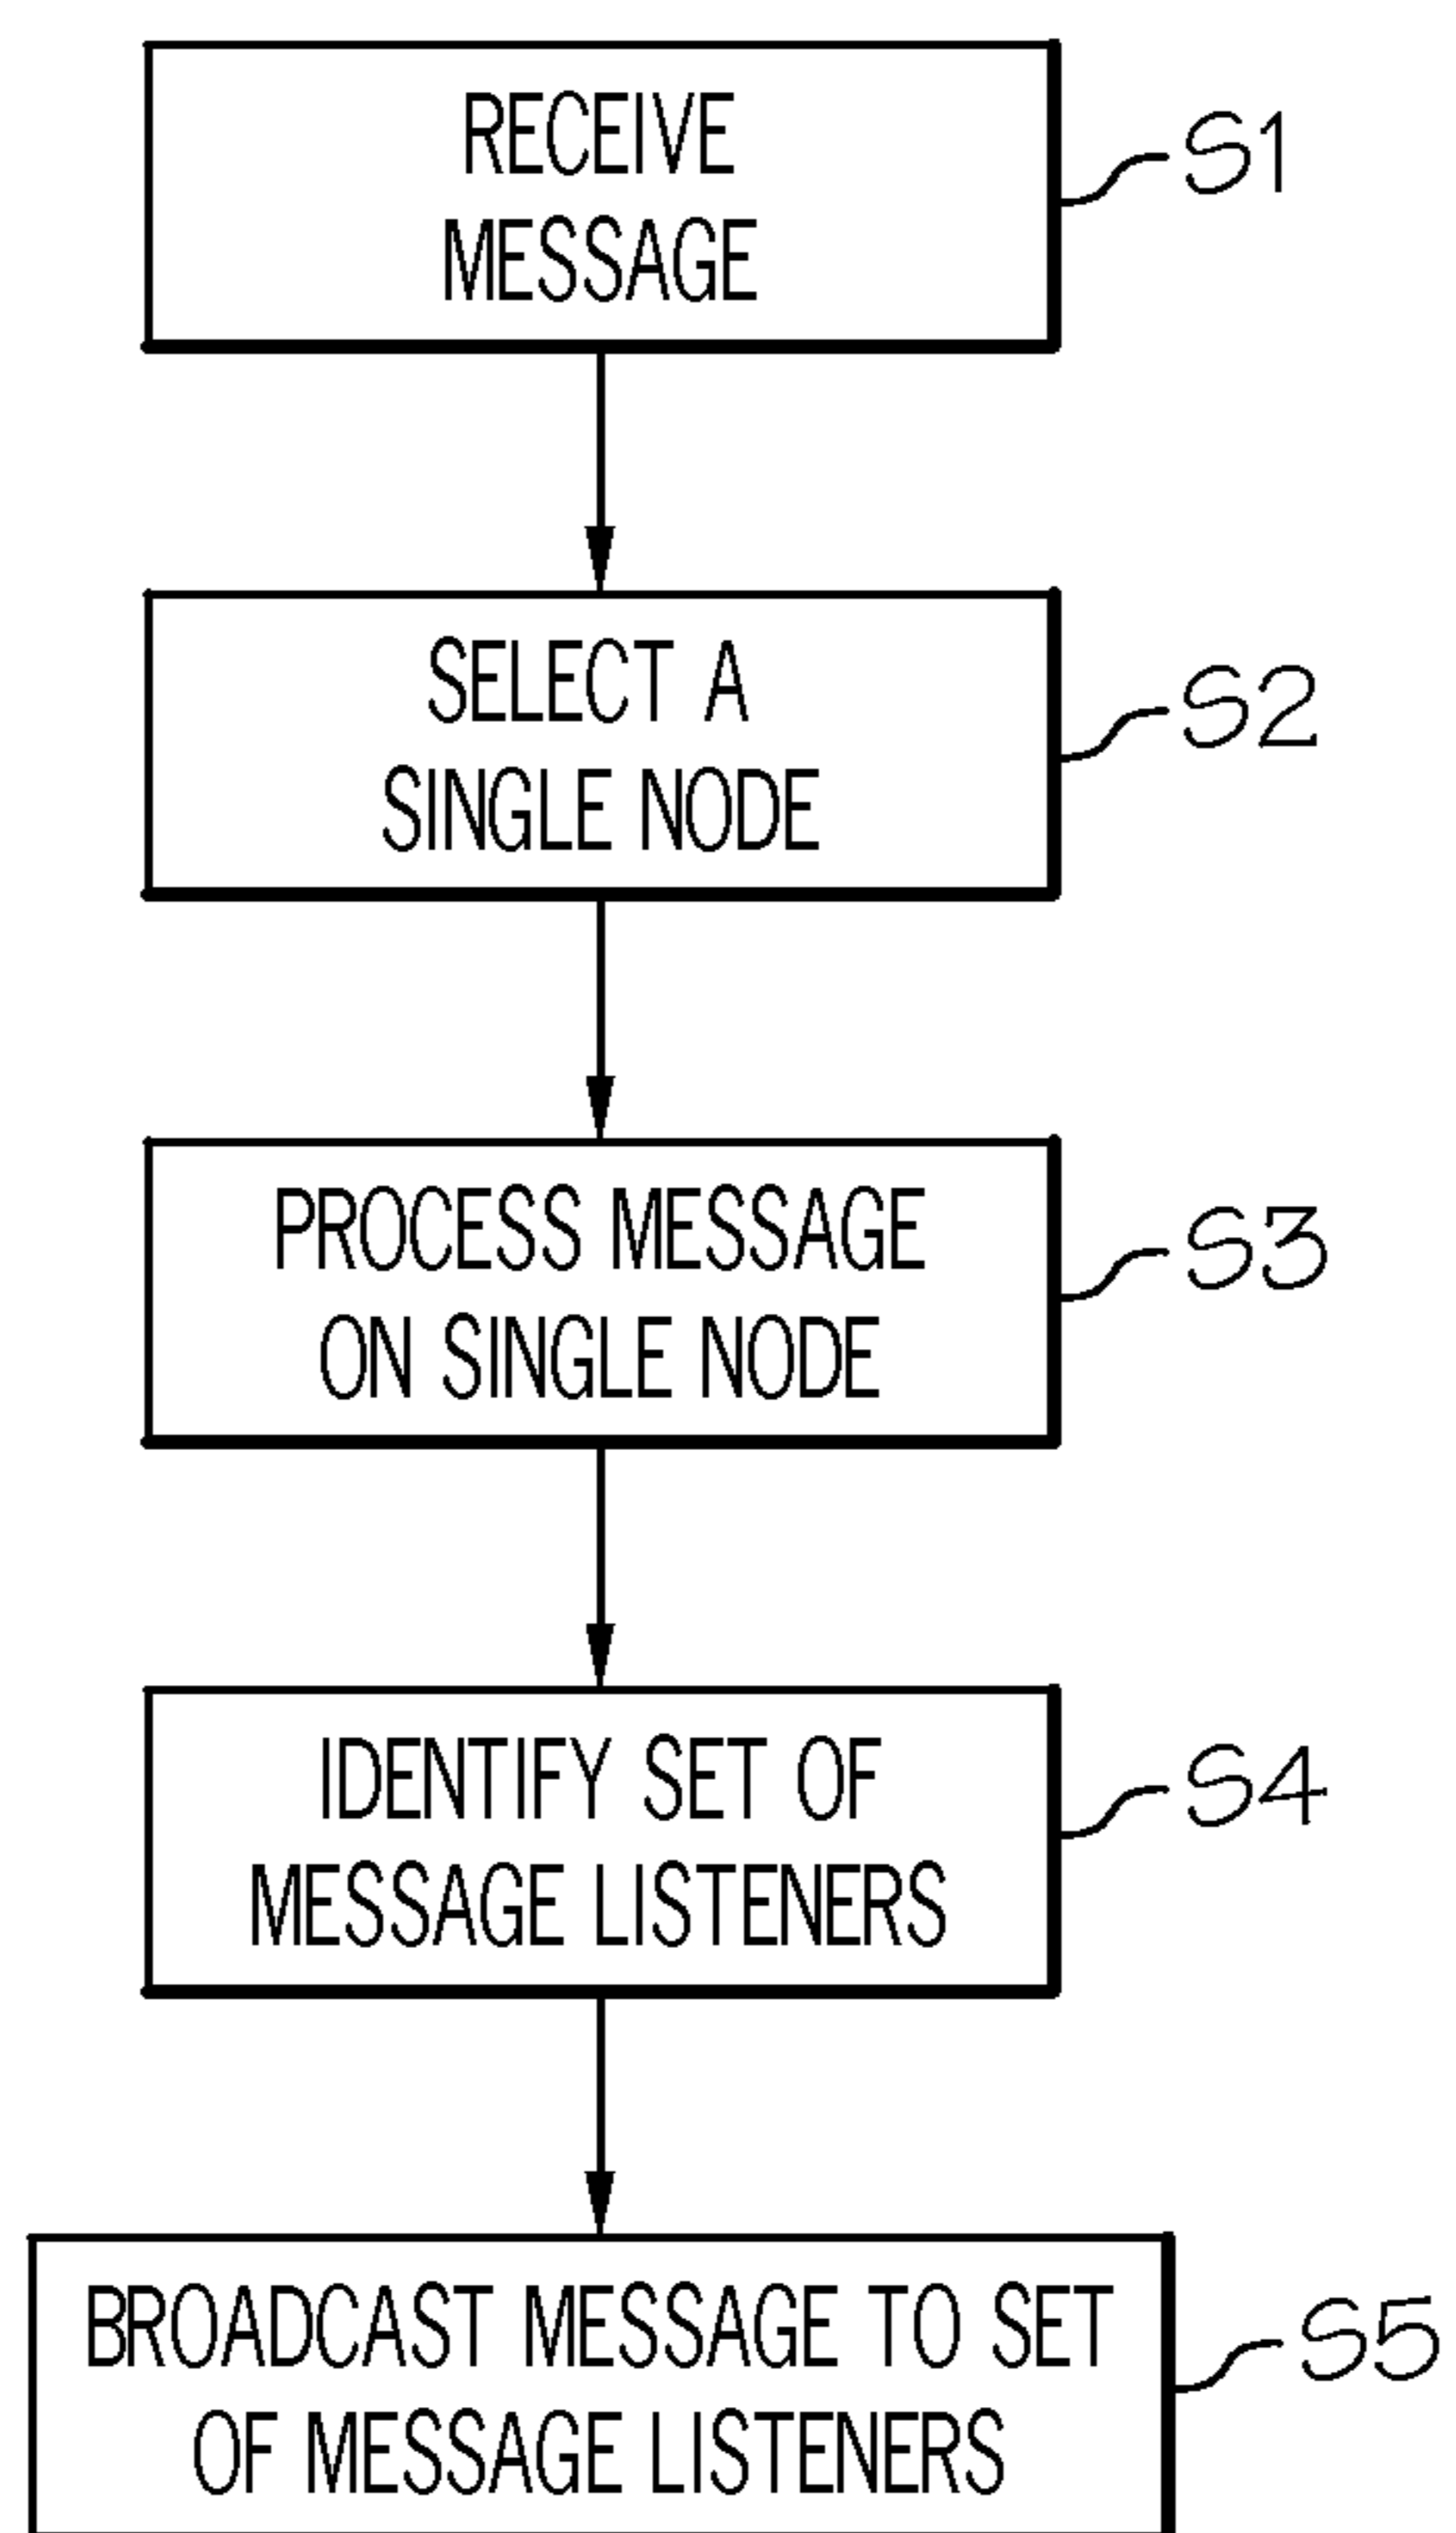 RECEIVE
MESSAGE
S1
SELECT A
SINGLE NODE
S2
PROCESS MESSAGE
ON SINGLE NODE
S3
IDENTIFY SET OF
MESSAGE LISTENERS
S4
BROADCAST MESSAGE TO SET
OF MESSAGE LISTENERS
S5